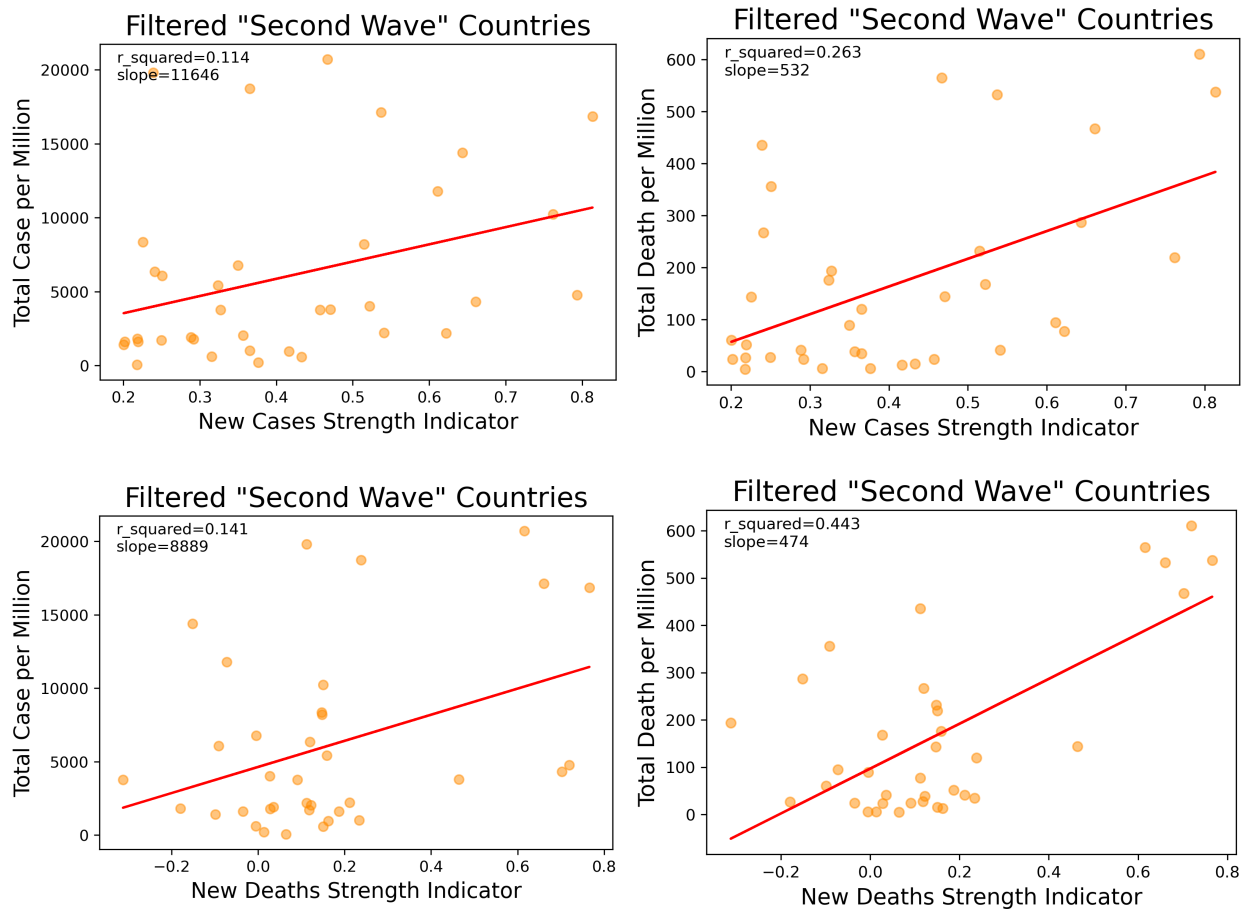 Filtered "Second Wave" Countries
r_squared=0.114
slope=11646
Total Case per Million
20000
15000
10000
5000
0
0.2 0.3 0.4 0.5 0.6 0.7 0.8
New Cases Strength Indicator
Filtered "Second Wave" Countries
r_squared=0.263
slope=532
Total Death per Million
600
500
400
300
200
100
0
0.2 0.3 0.4 0.5 0.6 0.7 0.8
New Cases Strength Indicator
Filtered "Second Wave" Countries
r_squared=0.141
slope=8889
Total Case per Million
20000
15000
10000
5000
0
−0.2 0.0 0.2 0.4 0.6 0.8
New Deaths Strength Indicator
Filtered "Second Wave" Countries
r_squared=0.443
slope=474
Total Death per Million
600
500
400
300
200
100
0
−0.2 0.0 0.2 0.4 0.6 0.8
New Deaths Strength Indicator